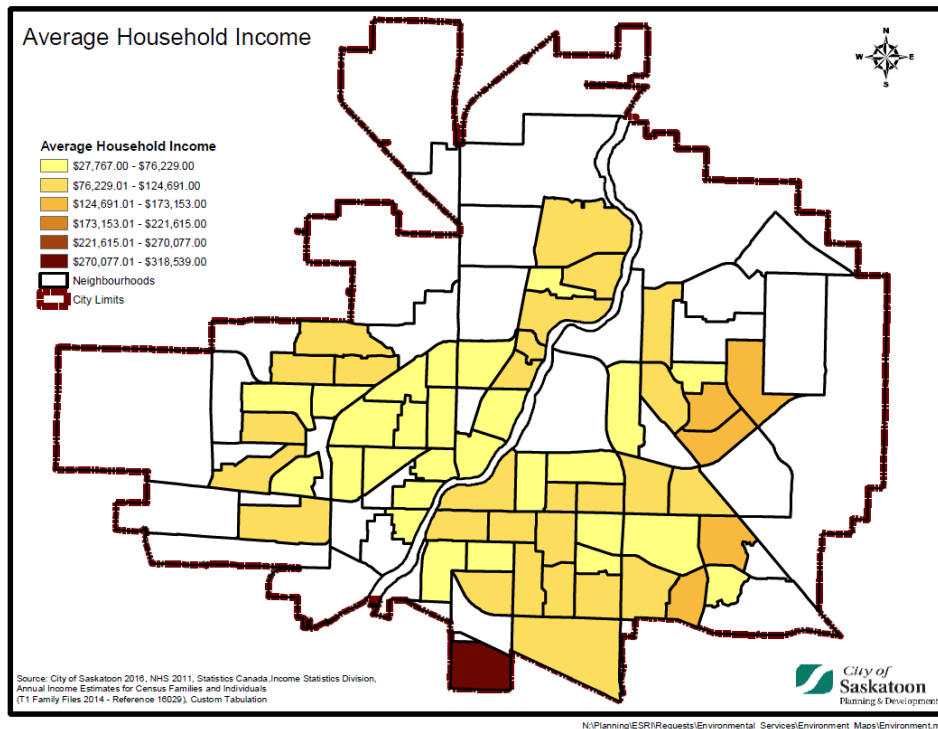 Average Household Income
N
W E
S
Average Household Income
$27,767.00 - $76,229.00
$76,229.01 - $124,691.00
$124,691.01 - $173,153.00
$173,153.01 - $221,615.00
$221,615.01 - $270,077.00
$270,077.01 - $318,539.00
Neighbourhoods
City Limits
Source: City of Saskatoon 2016, NHS 2011, Statistics Canada,Income Statistics Division,
Annual Income Estimates for Census Families and Individuals
(T1 Family Files 2014 - Reference 16029), Custom Tabulation
City of
Saskatoon
Planning & Development
N:\Planning\ESRI\Requests\Environmental_Services\Environment_Maps\Environment.m